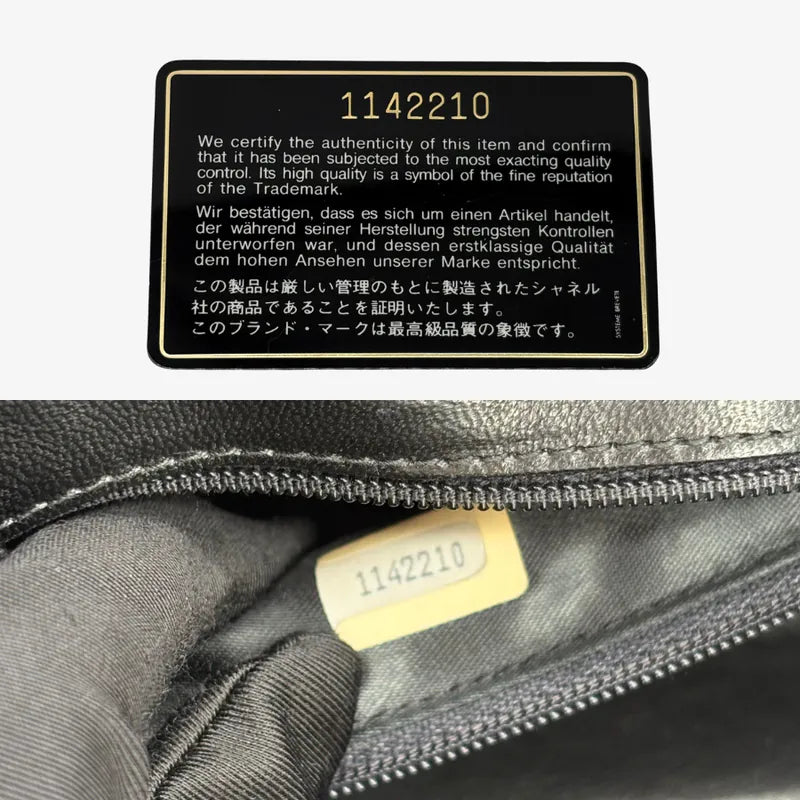 1142210
We certify the authenticity of this item and confirm
that it has been subjected to the most exacting quality
control. Its high quality is a symbol of the fine reputation
of the Trademark.
Wir bestätigen, dass es sich um einen Artikel handelt,
der während seiner Herstellung strengsten Kontrollen
unterworfen war, und dessen erstklassige Qualität
dem hohen Ansehen unserer Marke entspricht.
この製品は厳しい管理のもとに製造されたシャネル
社の商品であることを証明いたします。
このブランド・マークは最高級品質の象徴です。
SYSTEME BREVETE
1142210